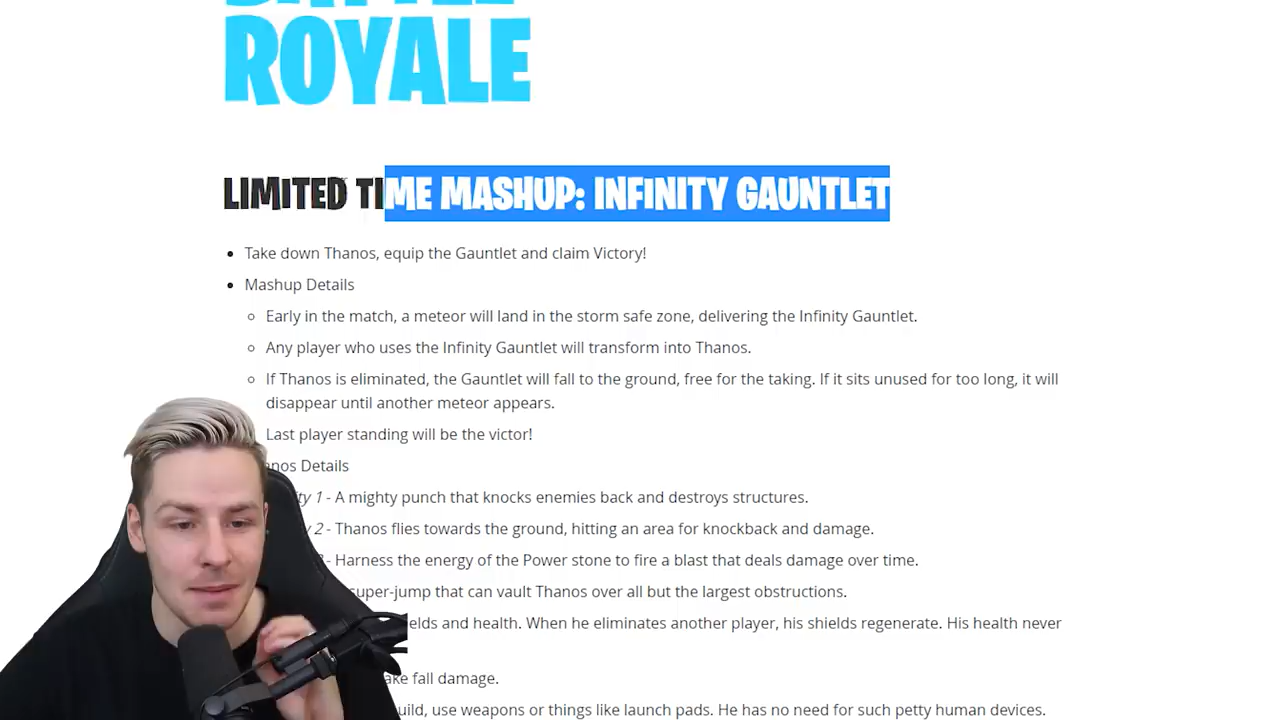 BATTLE
ROYALE
LIMITED TIME MASHUP: INFINITY GAUNTLET
Take down Thanos, equip the Gauntlet and claim Victory!
Mashup Details
Early in the match, a meteor will land in the storm safe zone, delivering the Infinity Gauntlet.
Any player who uses the Infinity Gauntlet will transform into Thanos.
If Thanos is eliminated, the Gauntlet will fall to the ground, free for the taking. If it sits unused for too long, it will
disappear until another meteor appears.
Last player standing will be the victor!
Details
1 - A mighty punch that knocks enemies back and destroys structures.
2 - Thanos flies towards the ground, hitting an area for knockback and damage.
- Harness the energy of the Power stone to fire a blast that deals damage over time.
super-jump that can vault Thanos over all but the largest obstructions.
and health. When he eliminates another player, his shields regenerate. His health never
fall damage.
use weapons or things like launch pads. He has no need for such petty human devices.